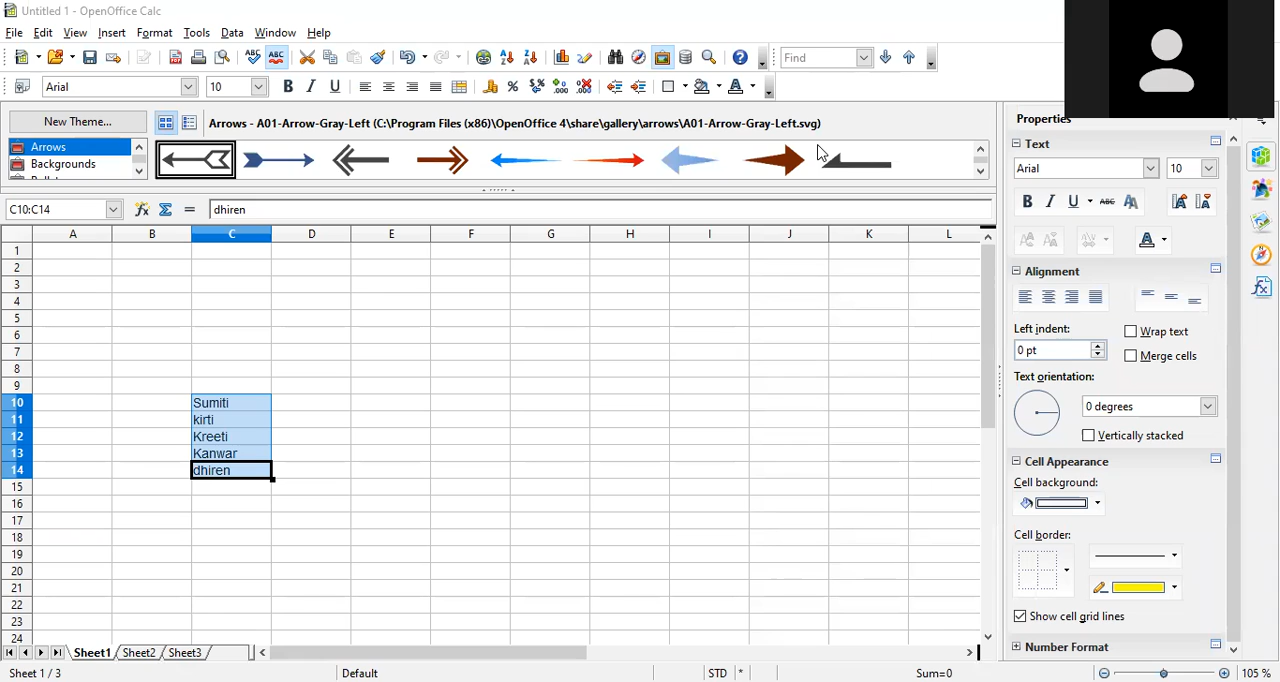 Untitled 1 - OpenOffice Calc
File Edit View Insert Format Tools Window Data Window Help
Find
Arial 10
New Theme...
Arrows - A01-Arrow-Gray-Left (C:\Program Files (x86)\OpenOffice 4\share\gallery\arrows\A01-Arrow-Gray-Left.svg)
Arrows
Backgrounds
C10:C14 dhiren
A B C D E F G H I J K L
1
2
3
4
5
6
7
8
9
10 Sumiti
11 kirti
12 Kreeti
13 Kanwar
14 dhiren
15
16
17
18
19
20
21
22
23
24
Sheet1 Sheet2 Sheet3
Sheet 1 / 3 Default STD * Sum=0 105 %
Properties
Text
Arial 10
Alignment
Left indent:
Wrap text
0 pt
Merge cells
Text orientation:
0 degrees
Vertically stacked
Cell Appearance
Cell background:
Cell border:
Show cell grid lines
Number Format